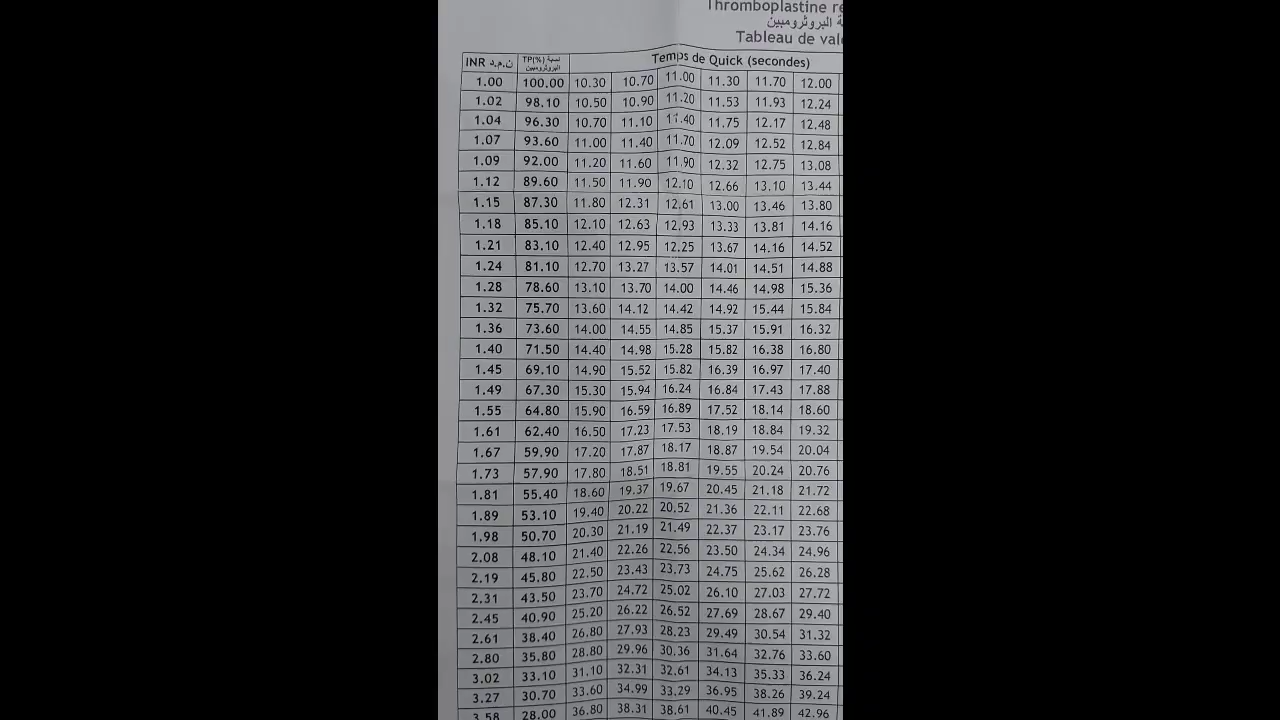 Thromboplastine
البروثرومبين
Tableau de
INR ن.م.د TP(%) نسبة البروثرومبين Temps de Quick (secondes)
1.00 100.00 10.30 10.70 11.00 11.30 11.70 12.00
1.02 98.10 10.50 10.90 11.20 11.53 11.93 12.24
1.04 96.30 10.70 11.10 11.40 11.75 12.17 12.48
1.07 93.60 11.00 11.40 11.70 12.09 12.52 12.84
1.09 92.00 11.20 11.60 11.90 12.32 12.75 13.08
1.12 89.60 11.50 11.90 12.10 12.66 13.10 13.44
1.15 87.30 11.80 12.31 12.61 13.00 13.46 13.80
1.18 85.10 12.10 12.63 12.93 13.33 13.81 14.16
1.21 83.10 12.40 12.95 12.25 13.67 14.16 14.52
1.24 81.10 12.70 13.27 13.57 14.01 14.51 14.88
1.28 78.60 13.10 13.70 14.00 14.46 14.98 15.36
1.32 75.70 13.60 14.12 14.42 14.92 15.44 15.84
1.36 73.60 14.00 14.55 14.85 15.37 15.91 16.32
1.40 71.50 14.40 14.98 15.28 15.82 16.38 16.80
1.45 69.10 14.90 15.52 15.82 16.39 16.97 17.40
1.49 67.30 15.30 15.94 16.24 16.84 17.43 17.88
1.55 64.80 15.90 16.59 16.89 17.52 18.14 18.60
1.61 62.40 16.50 17.23 17.53 18.19 18.84 19.32
1.67 59.90 17.20 17.87 18.17 18.87 19.54 20.04
1.73 57.90 17.80 18.51 18.81 19.55 20.24 20.76
1.81 55.40 18.60 19.37 19.67 20.45 21.18 21.72
1.89 53.10 19.40 20.22 20.52 21.36 22.11 22.68
1.98 50.70 20.30 21.19 21.49 22.37 23.17 23.76
2.08 48.10 21.40 22.26 22.56 23.50 24.34 24.96
2.19 45.80 22.50 23.43 23.73 24.75 25.62 26.28
2.31 43.50 23.70 24.72 25.02 26.10 27.03 27.72
2.45 40.90 25.20 26.22 26.52 27.69 28.67 29.40
2.61 38.40 26.80 27.93 28.23 29.49 30.54 31.32
2.80 35.80 28.80 29.96 30.36 31.64 32.76 33.60
3.02 33.10 31.10 32.31 32.61 34.13 35.33 36.24
3.27 30.70 33.60 34.99 33.29 36.95 38.26 39.24
3.58 28.00 36.80 38.31 38.61 40.45 41.89 42.96